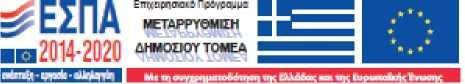 ΕΣΠΑ
2014-2020
ανάπτυξη - εργασία - αλληλεγγύη
Επιχειρησιακό Πρόγραμμα
ΜΕΤΑΡΡΥΘΜΙΣΗ
ΔΗΜΟΣΙΟΥ ΤΟΜΕΑ
Με τη συγχρηματοδότηση της Ελλάδας και της Ευρωπαϊκής Ένωσης